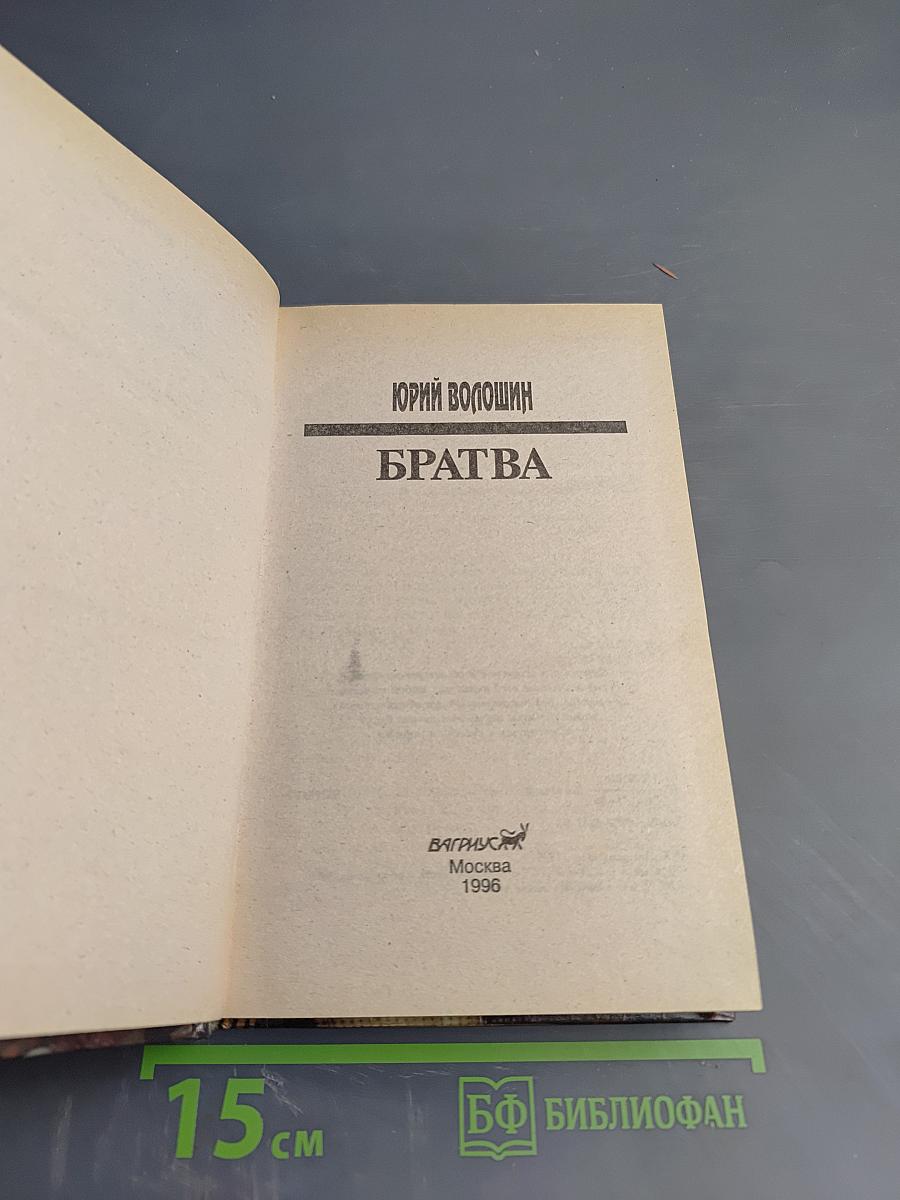 ЮРИЙ ВОЛОШИН
БРАТВА
ВАГРИУС
Москва
1996
15 см
БФ БИБЛИОФАН